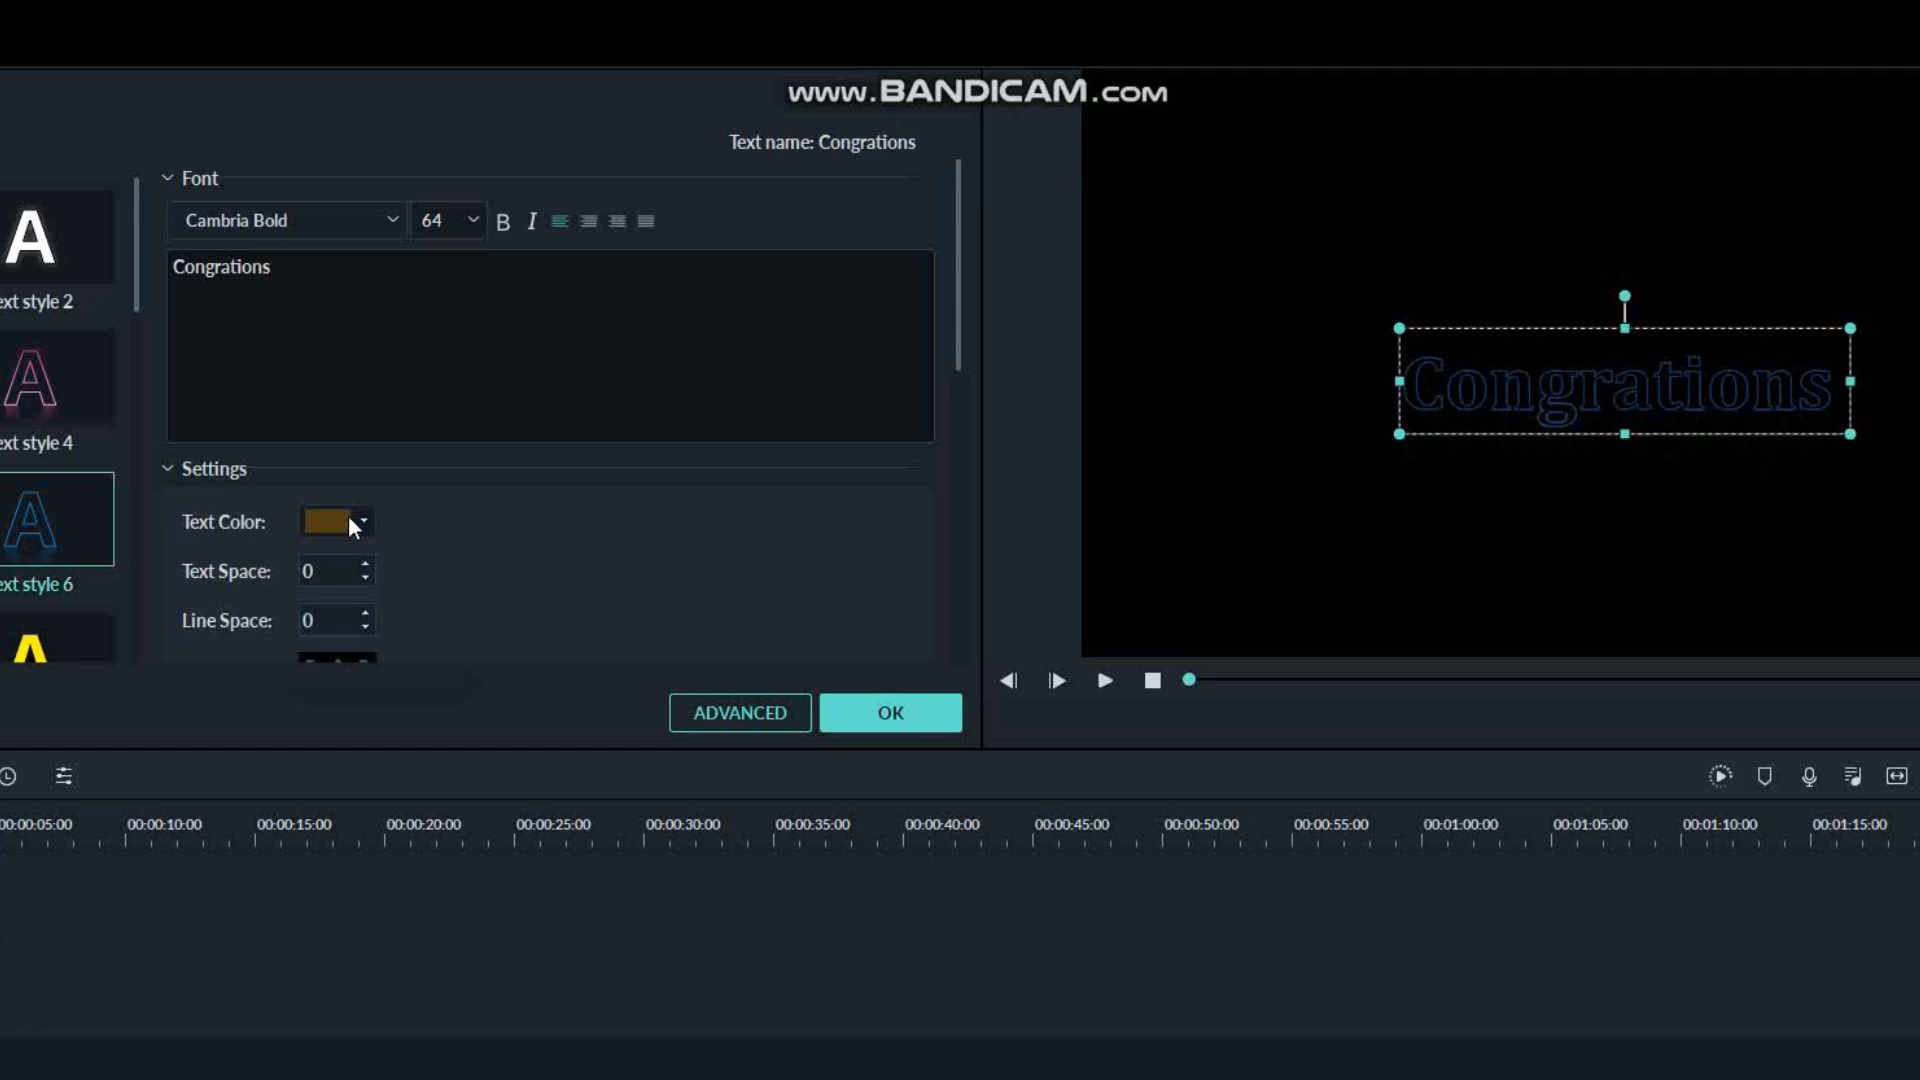 www.BANDICAM.COM
Text name: Congrations
Font
Cambria Bold
64
B I
Congrations
A
ext style 2
A
ext style 4
A
ext style 6
A
Settings
Text Color:
Text Space: 0
Line Space: 0
ADVANCED
OK
Congrations
00:00:05:00
00:00:10:00
00:00:15:00
00:00:20:00
00:00:25:00
00:00:30:00
00:00:35:00
00:00:40:00
00:00:45:00
00:00:50:00
00:00:55:00
00:01:00:00
00:01:05:00
00:01:10:00
00:01:15:00